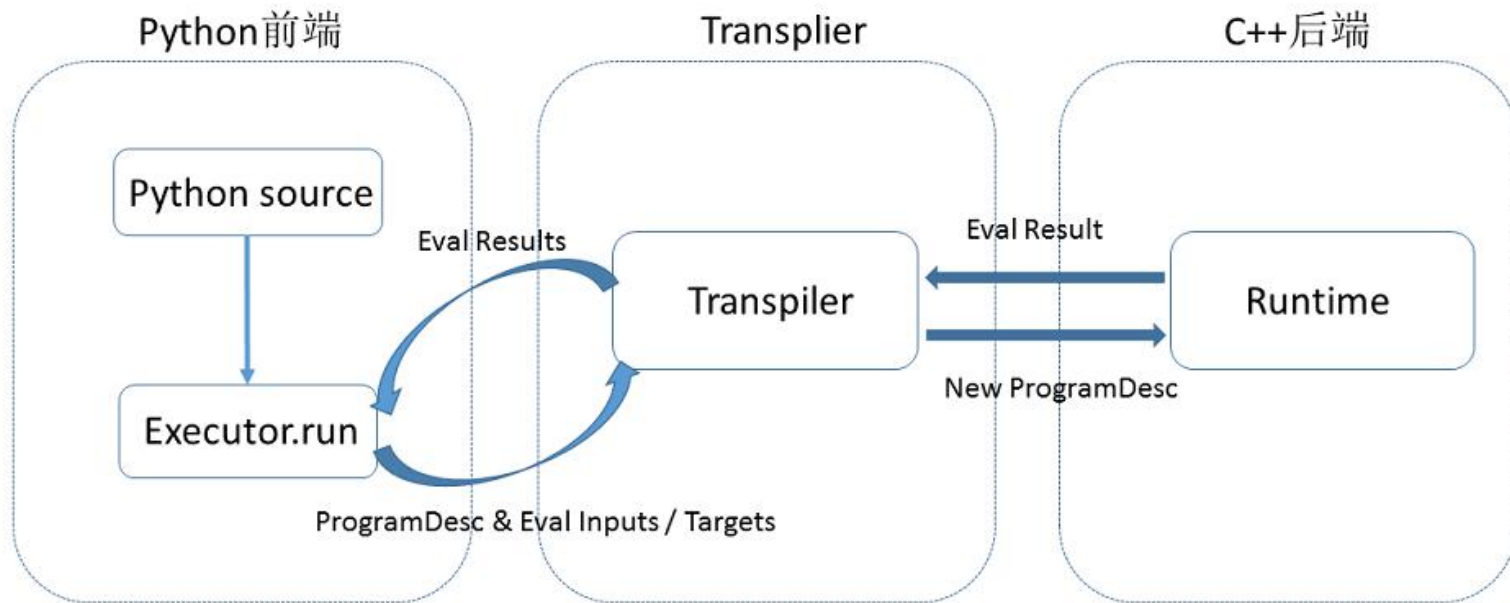 Python前端
Transplier
C++后端
Python source
Eval Results
Eval Result
Transpiler
Runtime
New ProgramDesc
Executor.run
ProgramDesc & Eval Inputs / Targets